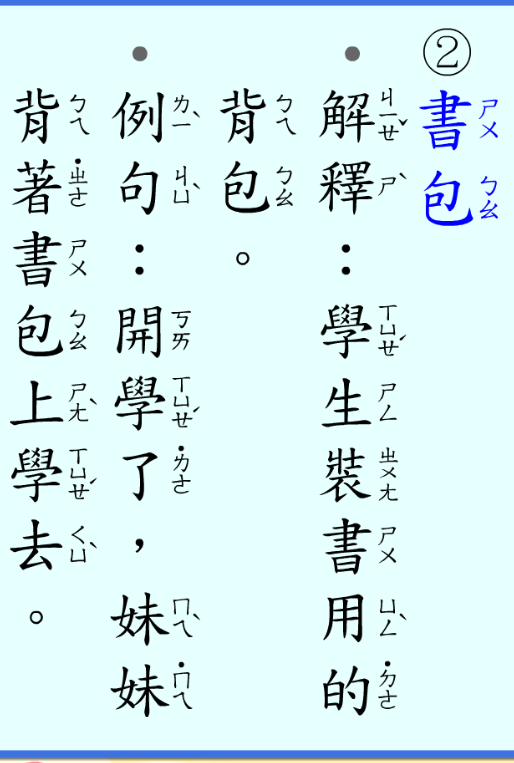 ②書包
解釋：學生裝書用的
背包。
例句：開學了，妹妹
背著書包上學去。